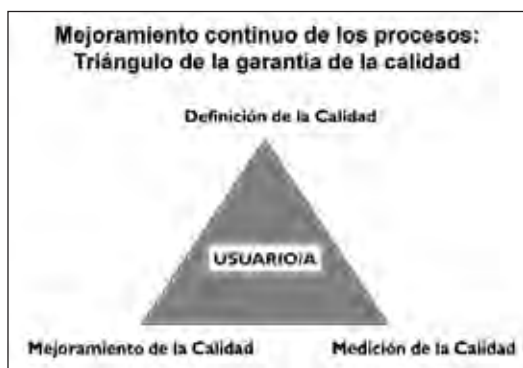 Mejoramiento continuo de los procesos:
Triángulo de la garantia de la calidad
Definición de la Calidad
USUARIO/A
Mejoramiento de la Calidad
Medición de la Calidad